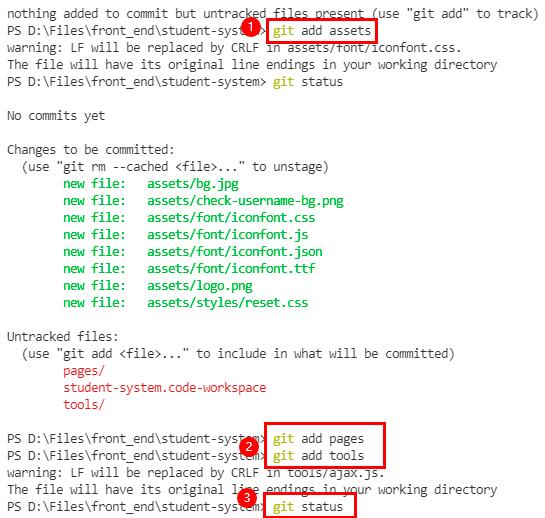 nothing added to commit but untracked files present (use "git add" to track)
PS D:\Files\front_end\student-system> git add assets
1
warning: LF will be replaced by CRLF in assets/font/iconfont.css.
The file will have its original line endings in your working directory
PS D:\Files\front_end\student-system> git status
No commits yet
Changes to be committed:
(use "git rm --cached <file>..." to unstage)
new file: assets/bg.jpg
new file: assets/check-username-bg.png
new file: assets/font/iconfont.css
new file: assets/font/iconfont.js
new file: assets/font/iconfont.json
new file: assets/font/iconfont.ttf
new file: assets/logo.png
new file: assets/styles/reset.css
Untracked files:
(use "git add <file>..." to include in what will be committed)
pages/
student-system.code-workspace
tools/
PS D:\Files\front_end\student-system> git add pages
2
PS D:\Files\front_end\student-system> git add tools
warning: LF will be replaced by CRLF in tools/ajax.js.
The file will have its original line endings in your working directory
3
PS D:\Files\front_end\student-system> git status